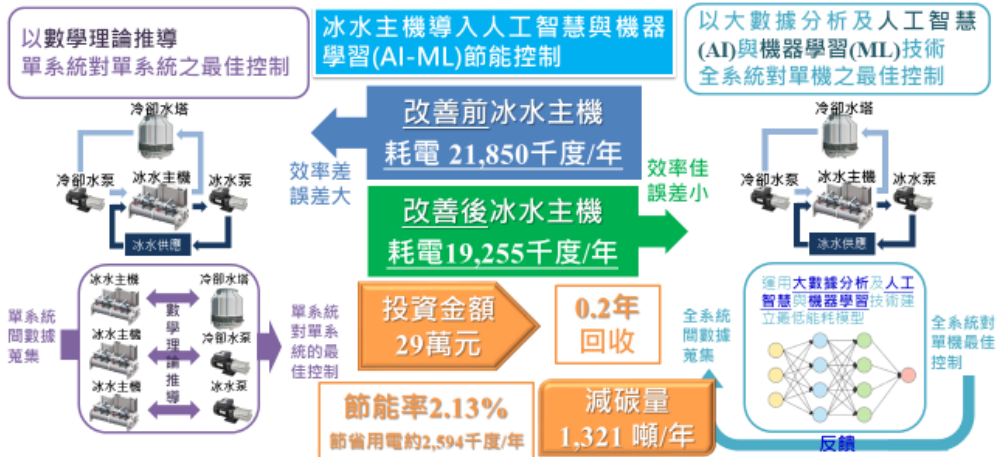 以數學理論推導
單系統對單系統之最佳控制
冰水主機導入人工智慧與機器
學習(AI-ML)節能控制
以大數據分析及人工智慧
(AI)與機器學習(ML)技術
全系統對單機之最佳控制
冷卻水塔
冷卻水泵
冰水主機
冰水泵
冰水供應
效率差
誤差大
改善前冰水主機
耗電 21,850千度/年
改善後冰水主機
耗電19,255千度/年
效率佳
誤差小
冷卻水塔
冷卻水泵
冰水主機
冰水泵
冰水供應
單系統
間數據
蒐集
冰水主機
冷卻水塔
冰水主機
冷卻水泵
冰水主機
冰水泵
數學理論推導
單系統
對單系
統的最
佳控制
投資金額
29萬元
0.2年
回收
節能率2.13%
節省用電約2,594千度/年
減碳量
1,321 噸/年
全系統
間數據
蒐集
運用大數據分析及人工
智慧與機器學習技術建
立最低能耗模型
全系統對
單機最佳
控制
反饋